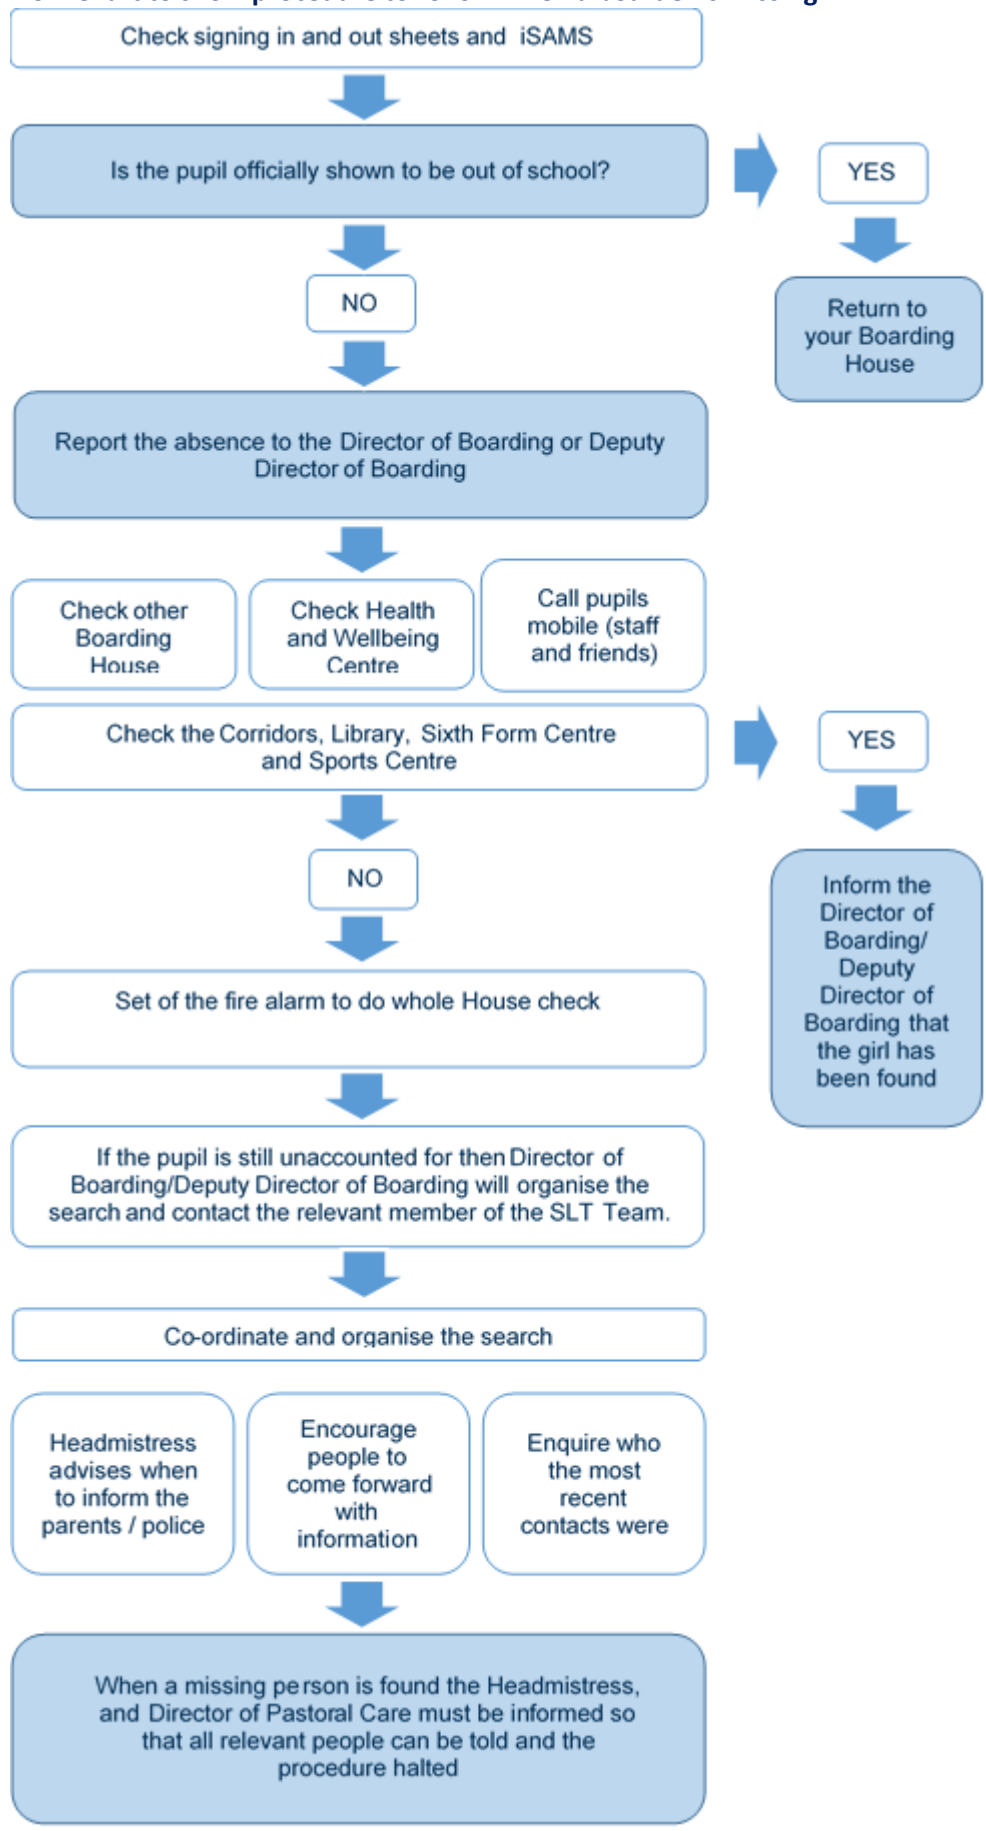 Check signing in and out sheets and iSAMS
Is the pupil officially shown to be out of school?
YES
NO
Return to
your Boarding
House
Report the absence to the Director of Boarding or Deputy
Director of Boarding
Check other
Boarding
House
Check Health
and Wellbeing
Centre
Call pupils
mobile (staff
and friends)
Check the Corridors, Library, Sixth Form Centre
and Sports Centre
YES
NO
Inform the
Director of
Boarding/
Deputy
Director of
Boarding that
the girl has
been found
Set of the fire alarm to do whole House check
If the pupil is still unaccounted for then Director of
Boarding/Deputy Director of Boarding will organise the
search and contact the relevant member of the SLT Team.
Co-ordinate and organise the search
Headmistress
advises when
to inform the
parents / police
Encourage
people to
come forward
with
information
Enquire who
the most
recent
contacts were
When a missing person is found the Headmistress,
and Director of Pastoral Care must be informed so
that all relevant people can be told and the
procedure halted